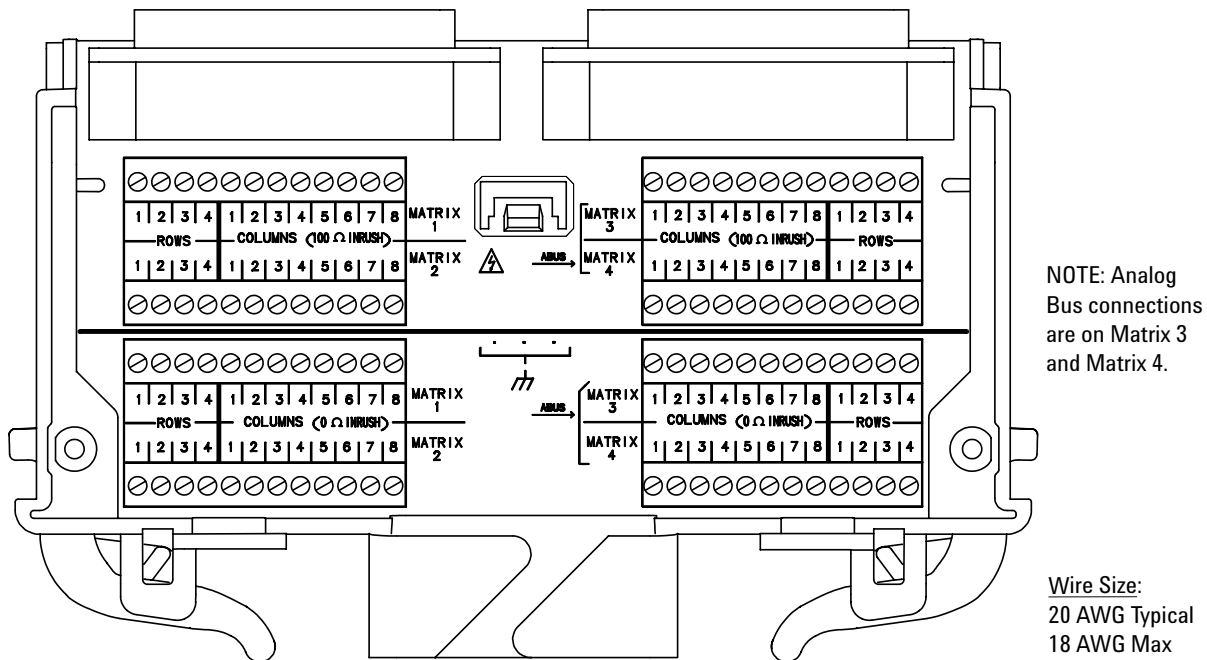 1 2 3 4 1 2 3 4 5 6 7 8 MATRIX 1
ROWS COLUMNS (100 Ω INRUSH)
1 2 3 4 1 2 3 4 5 6 7 8 MATRIX 2
ABUS
MATRIX 3 1 2 3 4 5 6 7 8 1 2 3 4
COLUMNS (100 Ω INRUSH) ROWS
MATRIX 4 1 2 3 4 5 6 7 8 1 2 3 4
1 2 3 4 1 2 3 4 5 6 7 8 MATRIX 1
ROWS COLUMNS (0 Ω INRUSH)
1 2 3 4 1 2 3 4 5 6 7 8 MATRIX 2
ABUS
MATRIX 3 1 2 3 4 5 6 7 8 1 2 3 4
COLUMNS (0 Ω INRUSH) ROWS
MATRIX 4 1 2 3 4 5 6 7 8 1 2 3 4
NOTE: Analog
Bus connections
are on Matrix 3
and Matrix 4.
Wire Size:
20 AWG Typical
18 AWG Max